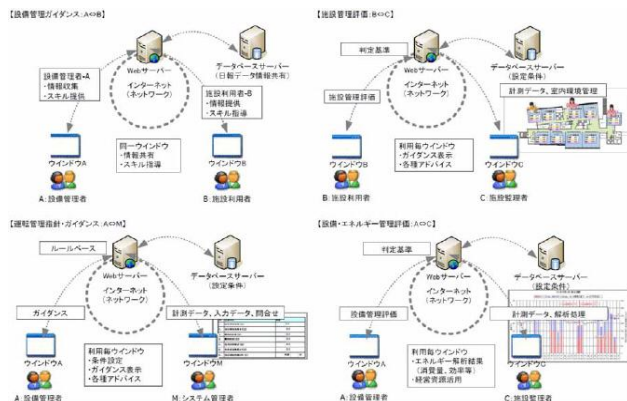 【設備管理ガイダンス:A⇔B】
データベースサーバー
(日報データ情報共有)
Webサーバー
設備管理者-A
・情報収集
・スキル提供
インターネット
(ネットワーク)
施設利用者-B
・情報提供
・スキル指導
同一ウインドウ
・情報共有
・スキル指導
ウインドウA
ウインドウB
A:設備管理者
B:施設利用者
【施設管理評価:B⇔C】
判定基準
Webサーバー
データベースサーバー
(設定条件)
インターネット
(ネットワーク)
計測データ、室内環境管理
施設管理評価
利用毎ウインドウ
・ガイダンス表示
・各種アドバイス
ウインドウB
ウインドウC
B:施設利用者
C:施設監理者
【運転管理指針・ガイダンス:A⇔M】
ルールベース
Webサーバー
データベースサーバー
(設定条件)
インターネット
(ネットワーク)
ガイダンス
計測データ、入力データ、問合せ
利用毎ウインドウ
・条件設定
・ガイダンス表示
・各種アドバイス
ウインドウA
ウインドウM
A:設備管理者
M:システム管理者
【設備・エネルギー管理評価:A⇔C】
判定基準
Webサーバー
データベースサーバー
(設定条件)
インターネット
(ネットワーク)
設備管理評価
計測データ、解析処理
利用毎ウインドウ
・エネルギー解析結果
(消費量、効率等)
・経営資源活用
ウインドウA
ウインドウC
A:設備管理者
C:施設監理者